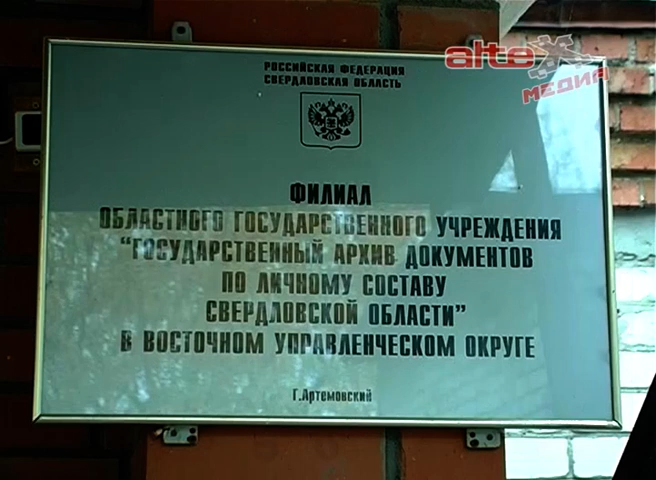 alteх
МЕДИА
РОССИЙСКАЯ ФЕДЕРАЦИЯ
СВЕРДЛОВСКАЯ ОБЛАСТЬ
ФИЛИАЛ
ОБЛАСТНОГО ГОСУДАРСТВЕННОГО УЧРЕЖДЕНИЯ
"ГОСУДАРСТВЕННЫЙ АРХИВ ДОКУМЕНТОВ
ПО ЛИЧНОМУ СОСТАВУ
СВЕРДЛОВСКОЙ ОБЛАСТИ"
В ВОСТОЧНОМ УПРАВЛЕНЧЕСКОМ ОКРУГЕ
Г.Артемовский